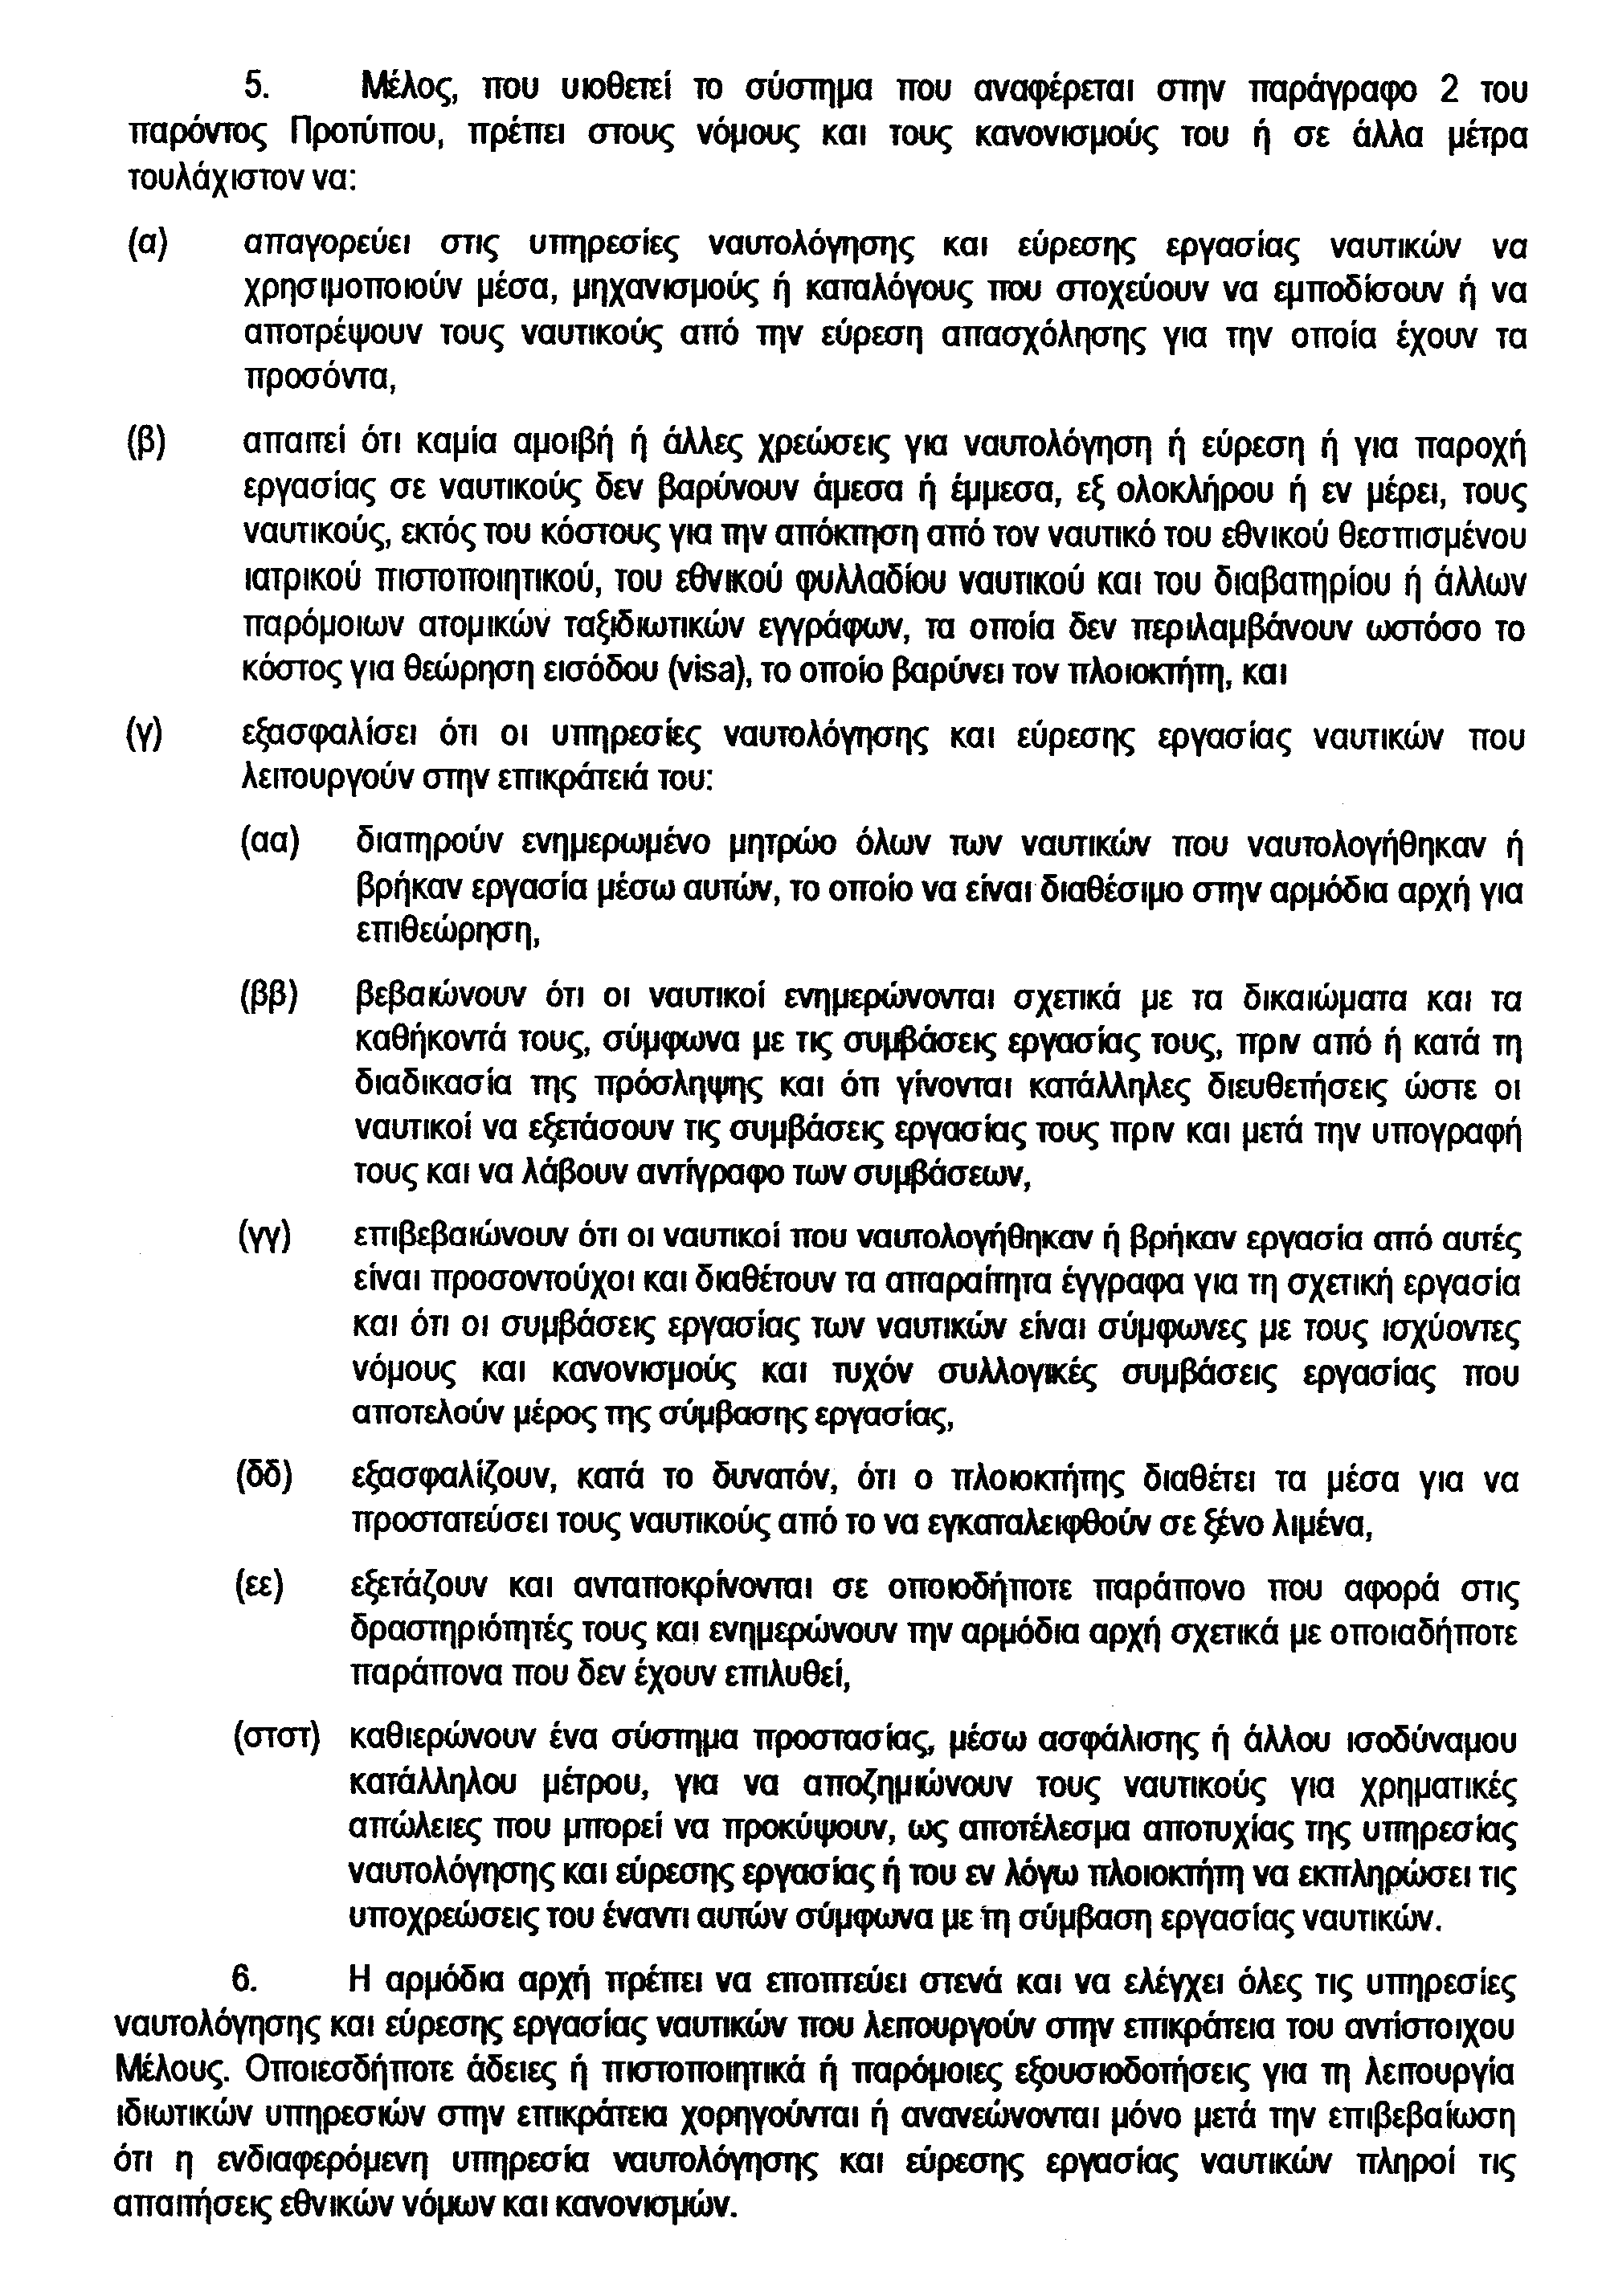 5. Μέλος, που υιοθετεί το σύστημα που αναφέρεται στην παράγραφο 2 του
παρόντος Προτύπου, πρέπει στους νόμους και τους κανονισμούς του ή σε άλλα μέτρα
τουλάχιστον να:
(α) απαγορεύει στις υπηρεσίες ναυτολόγησης και εύρεσης εργασίας ναυτικών να
χρησιμοποιούν μέσα, μηχανισμούς ή καταλόγους που στοχεύουν να εμποδίσουν ή να
αποτρέψουν τους ναυτικούς από την εύρεση απασχόλησης για την οποία έχουν τα
προσόντα,
(β) απαιτεί ότι καμία αμοιβή ή άλλες χρεώσεις για ναυτολόγηση ή εύρεση ή για παροχή
εργασίας σε ναυτικούς δεν βαρύνουν άμεσα ή έμμεσα, εξ ολοκλήρου ή εν μέρει, τους
ναυτικούς, εκτός του κόστους για την απόκτηση από τον ναυτικό του εθνικού θεσπισμένου
ιατρικού πιστοποιητικού, του εθνικού φυλλαδίου ναυτικού και του διαβατηρίου ή άλλων
παρόμοιων ατομικών ταξιδιωτικών εγγράφων, τα οποία δεν περιλαμβάνουν ωστόσο το
κόστος για θεώρηση εισόδου (visa), το οποίο βαρύνει τον πλοιοκτήτη, και
(γ) εξασφαλίσει ότι οι υπηρεσίες ναυτολόγησης και εύρεσης εργασίας ναυτικών που
λειτουργούν στην επικράτειά του:
(αα) διατηρούν ενημερωμένο μητρώο όλων των ναυτικών που ναυτολογήθηκαν ή
βρήκαν εργασία μέσω αυτών, το οποίο να είναι διαθέσιμο στην αρμόδια αρχή για
επιθεώρηση,
(ββ) βεβαιώνουν ότι οι ναυτικοί ενημερώνονται σχετικά με τα δικαιώματα και τα
καθήκοντά τους, σύμφωνα με τις συμβάσεις εργασίας τους, πριν από ή κατά τη
διαδικασία της πρόσληψης και ότι γίνονται κατάλληλες διευθετήσεις ώστε οι
ναυτικοί να εξετάσουν τις συμβάσεις εργασίας τους πριν και μετά την υπογραφή
τους και να λάβουν αντίγραφο των συμβάσεων,
(γγ) επιβεβαιώνουν ότι οι ναυτικοί που ναυτολογήθηκαν ή βρήκαν εργασία από αυτές
είναι προσοντούχοι και διαθέτουν τα απαραίτητα έγγραφα για τη σχετική εργασία
και ότι οι συμβάσεις εργασίας των ναυτικών είναι σύμφωνες με τους ισχύοντες
νόμους και κανονισμούς και τυχόν συλλογικές συμβάσεις εργασίας που
αποτελούν μέρος της σύμβασης εργασίας,
(δδ) εξασφαλίζουν, κατά το δυνατόν, ότι ο πλοιοκτήτης διαθέτει τα μέσα για να
προστατεύσει τους ναυτικούς από το να εγκαταλειφθούν σε ξένο λιμένα,
(εε) εξετάζουν και ανταποκρίνονται σε οποιοδήποτε παράπονο που αφορά στις
δραστηριότητές τους και ενημερώνουν την αρμόδια αρχή σχετικά με οποιαδήποτε
παράπονα που δεν έχουν επιλυθεί,
(στστ) καθιερώνουν ένα σύστημα προστασίας, μέσω ασφάλισης ή άλλου ισοδύναμου
κατάλληλου μέτρου, για να αποζημιώνουν τους ναυτικούς για χρηματικές
απώλειες που μπορεί να προκύψουν, ως αποτέλεσμα αποτυχίας της υπηρεσίας
ναυτολόγησης και εύρεσης εργασίας ή του εν λόγω πλοιοκτήτη να εκπληρώσει τις
υποχρεώσεις του έναντι αυτών σύμφωνα με τη σύμβαση εργασίας ναυτικών.
6. Η αρμόδια αρχή πρέπει να εποπτεύει στενά και να ελέγχει όλες τις υπηρεσίες
ναυτολόγησης και εύρεσης εργασίας ναυτικών που λειτουργούν στην επικράτεια του αντίστοιχου
Μέλους. Οποιεσδήποτε άδειες ή πιστοποιητικά ή παρόμοιες εξουσιοδοτήσεις για τη λειτουργία
ιδιωτικών υπηρεσιών στην επικράτεια χορηγούνται ή ανανεώνονται μόνο μετά την επιβεβαίωση
ότι η ενδιαφερόμενη υπηρεσία ναυτολόγησης και εύρεσης εργασίας ναυτικών πληροί τις
απαιτήσεις εθνικών νόμων και κανονισμών.